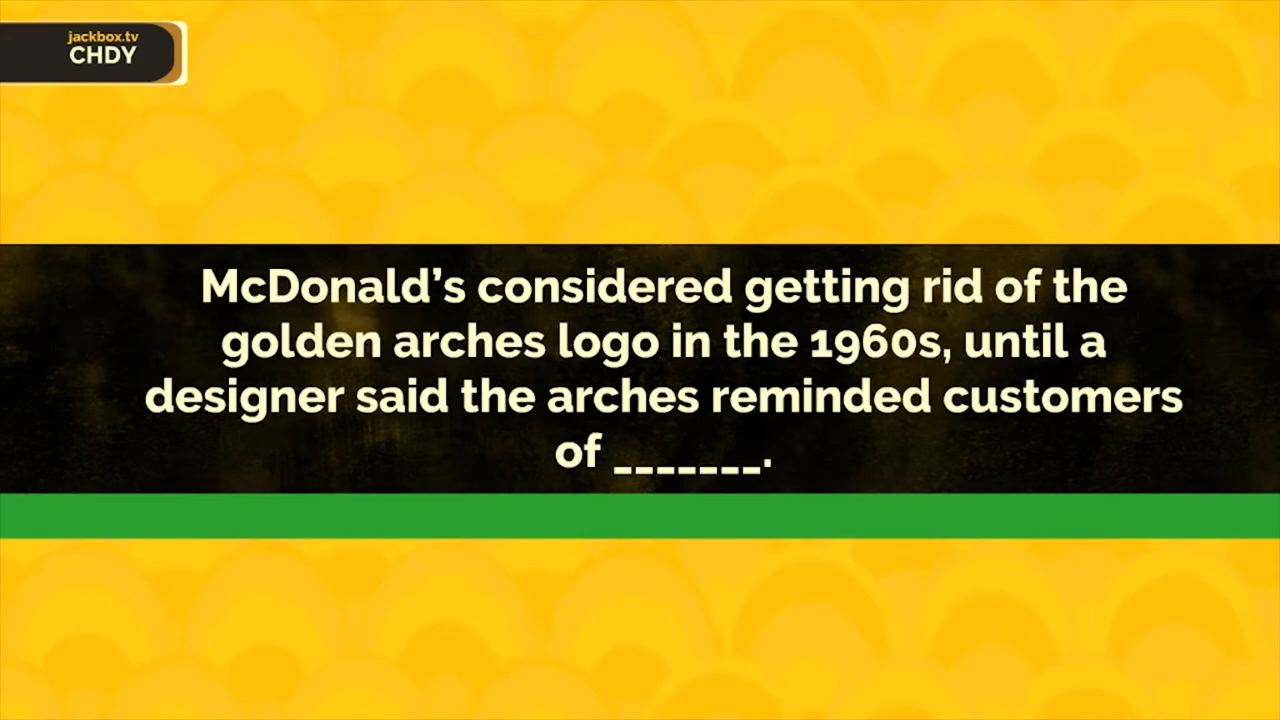 jackbox.tv
CHDY
McDonald’s considered getting rid of the
golden arches logo in the 1960s, until a
designer said the arches reminded customers
of _______.